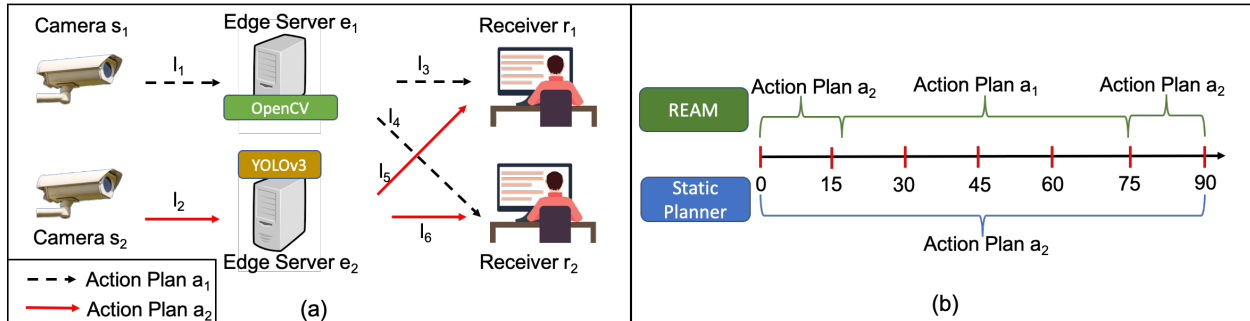 Camera s₁
Edge Server e₁
Receiver r₁
l₁
l₃
OpenCV
l₄
YOLOv3
l₅
l₂
l₆
Camera s₂
Edge Server e₂
Receiver r₂
Action Plan a₁
Action Plan a₂
(a)
REAM
Action Plan a₂
Action Plan a₁
Action Plan a₂
Static
Planner
0 15 30 45 60 75 90
Action Plan a₂
(b)